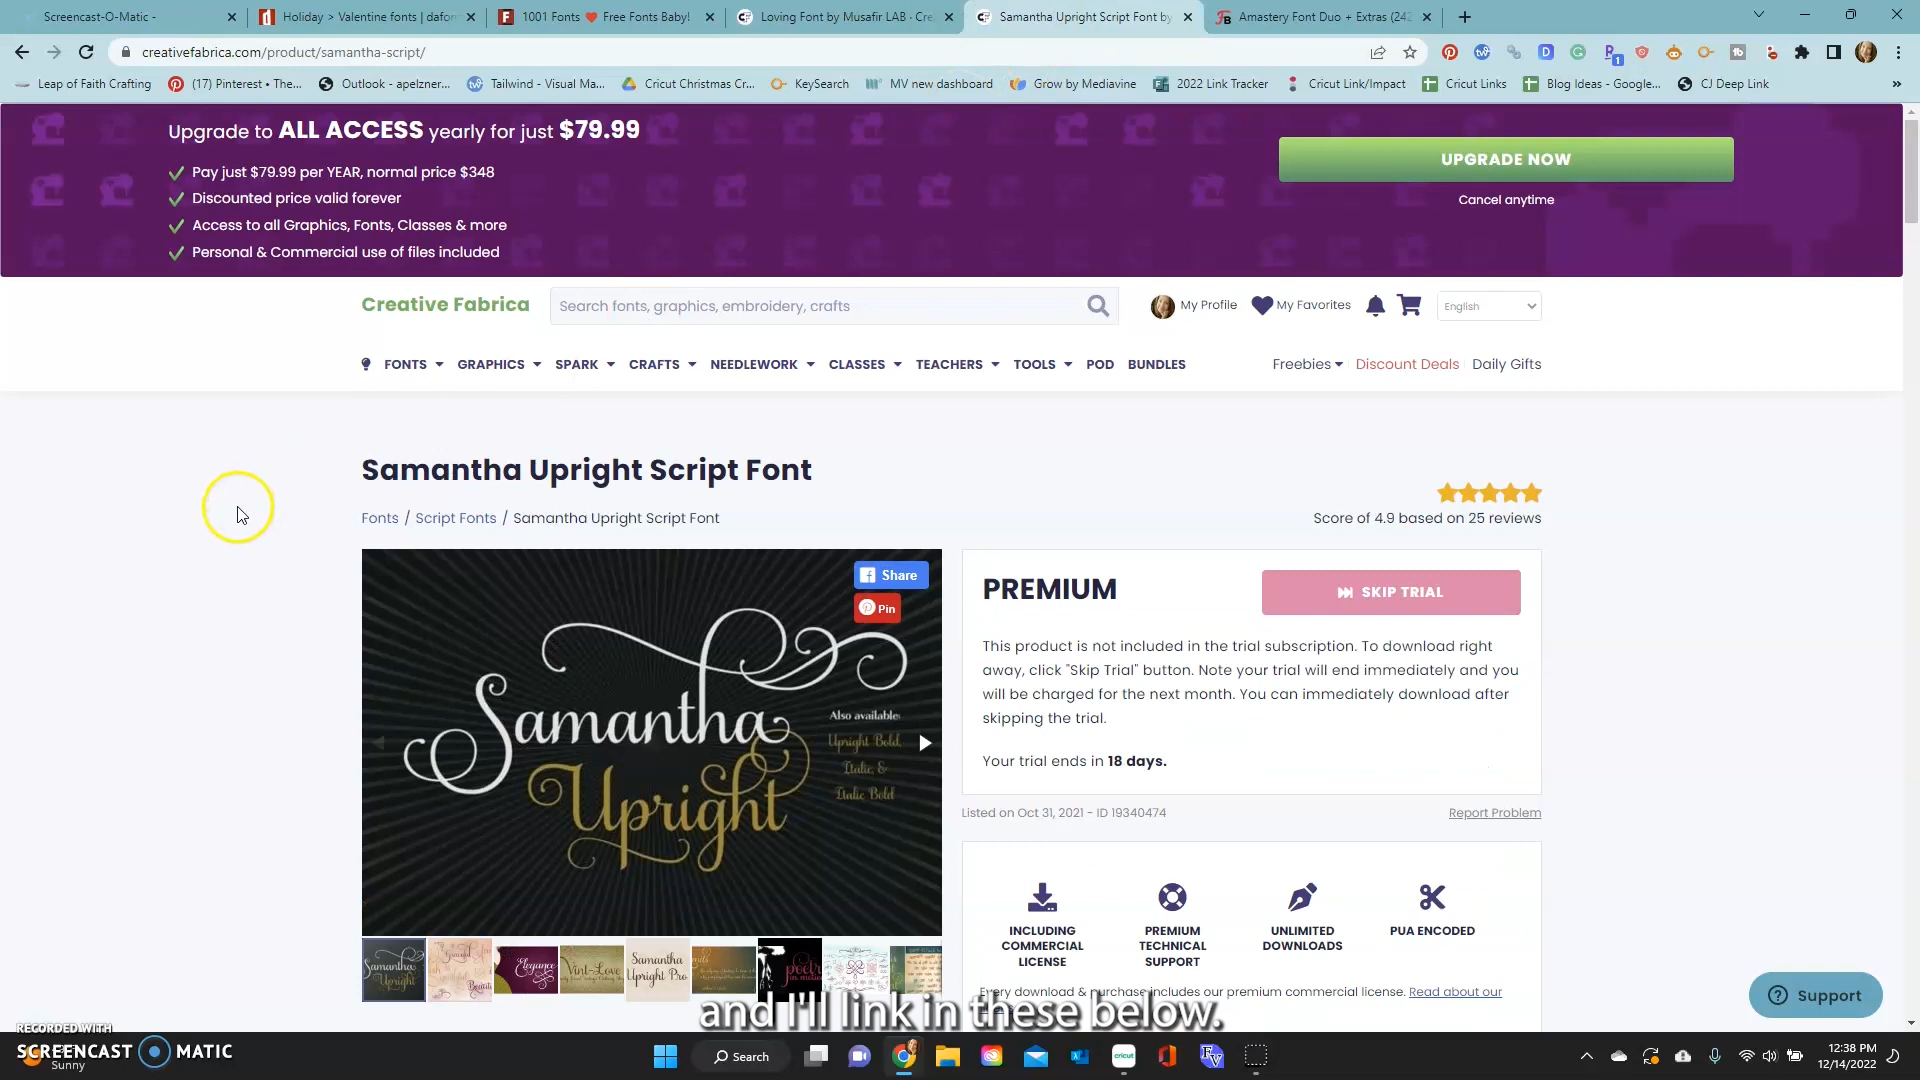 Screencast-O-Matic -
Holiday > Valentine fonts | dafon
1001 Fonts ❤ Free Fonts Baby!
Loving Font by Musafir LAB · Cre
Samantha Upright Script Font by
Amastery Font Duo + Extras (242
creativefabrica.com/product/samantha-script/
Leap of Faith Crafting
(17) Pinterest • The...
Outlook - apelzner...
Tailwind - Visual Ma...
Cricut Christmas Cr...
KeySearch
MV new dashboard
Grow by Mediavine
2022 Link Tracker
Cricut Link/Impact
Cricut Links
Blog Ideas - Google...
CJ Deep Link
Upgrade to ALL ACCESS yearly for just $79.99
Pay just $79.99 per YEAR, normal price $348
Discounted price valid forever
Access to all Graphics, Fonts, Classes & more
Personal & Commercial use of files included
UPGRADE NOW
Cancel anytime
Creative Fabrica
Search fonts, graphics, embroidery, crafts
My Profile
My Favorites
English
FONTS
GRAPHICS
SPARK
CRAFTS
NEEDLEWORK
CLASSES
TEACHERS
TOOLS
POD
BUNDLES
Freebies
Discount Deals
Daily Gifts
Samantha Upright Script Font
Fonts / Script Fonts / Samantha Upright Script Font
Score of 4.9 based on 25 reviews
Share
Pin
Samantha
Upright
Also available:
Upright Bold,
Italic, &
Italic Bold
PREMIUM
SKIP TRIAL
This product is not included in the trial subscription. To download right
away, click "Skip Trial" button. Note your trial will end immediately and you
will be charged for the next month. You can immediately download after
skipping the trial.
Your trial ends in 18 days.
Listed on Oct 31, 2021 - ID 19340474
Report Problem
INCLUDING
COMMERCIAL
LICENSE
PREMIUM
TECHNICAL
SUPPORT
UNLIMITED
DOWNLOADS
PUA ENCODED
Every download & purchase includes our premium commercial license. Read about our
Samantha
Upright
Elegance
Vint-Love
Samantha
Upright Pro
and I'll link in these below.
Support
RECORDED WITH
SCREENCAST MATIC
Sunny
Search
cricut
12:38 PM
12/14/2022